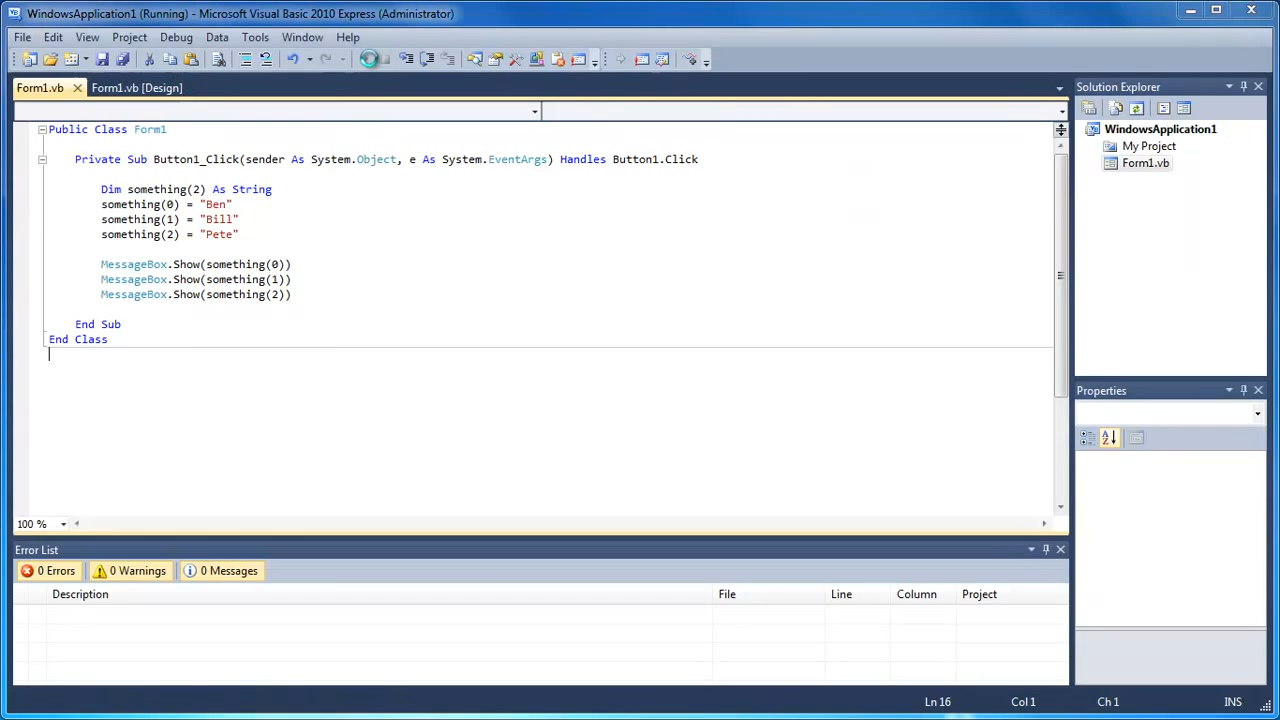 WindowsApplication1 (Running) - Microsoft Visual Basic 2010 Express (Administrator)
File Edit View Project Debug Data Tools Window Help
Form1.vb Form1.vb [Design]
Solution Explorer
Public Class Form1
Private Sub Button1_Click(sender As System.Object, e As System.EventArgs) Handles Button1.Click
Dim something(2) As String
something(0) = "Ben"
something(1) = "Bill"
something(2) = "Pete"
MessageBox.Show(something(0))
MessageBox.Show(something(1))
MessageBox.Show(something(2))
End Sub
End Class
WindowsApplication1
My Project
Form1.vb
Properties
100 %
Error List
0 Errors 0 Warnings 0 Messages
Description File Line Column Project
Ln 16 Col 1 Ch 1 INS